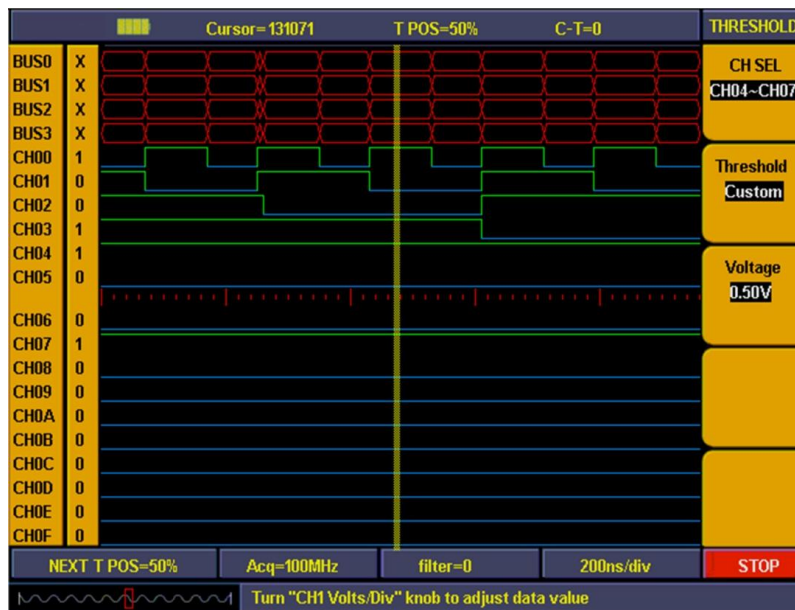 Cursor=131071 T POS=50% C-T=0 THRESHOLD
BUS0 X
BUS1 X
BUS2 X
BUS3 X
CH00 1
CH01 0
CH02 0
CH03 1
CH04 1
CH05 0
CH06 0
CH07 1
CH08 0
CH09 0
CH0A 0
CH0B 0
CH0C 0
CH0D 0
CH0E 0
CH0F 0
CH SEL
CH04~CH07
Threshold
Custom
Voltage
0.50V
NEXT T POS=50% Acq=100MHz filter=0 200ns/div STOP
Turn "CH1 Volts/Div" knob to adjust data value